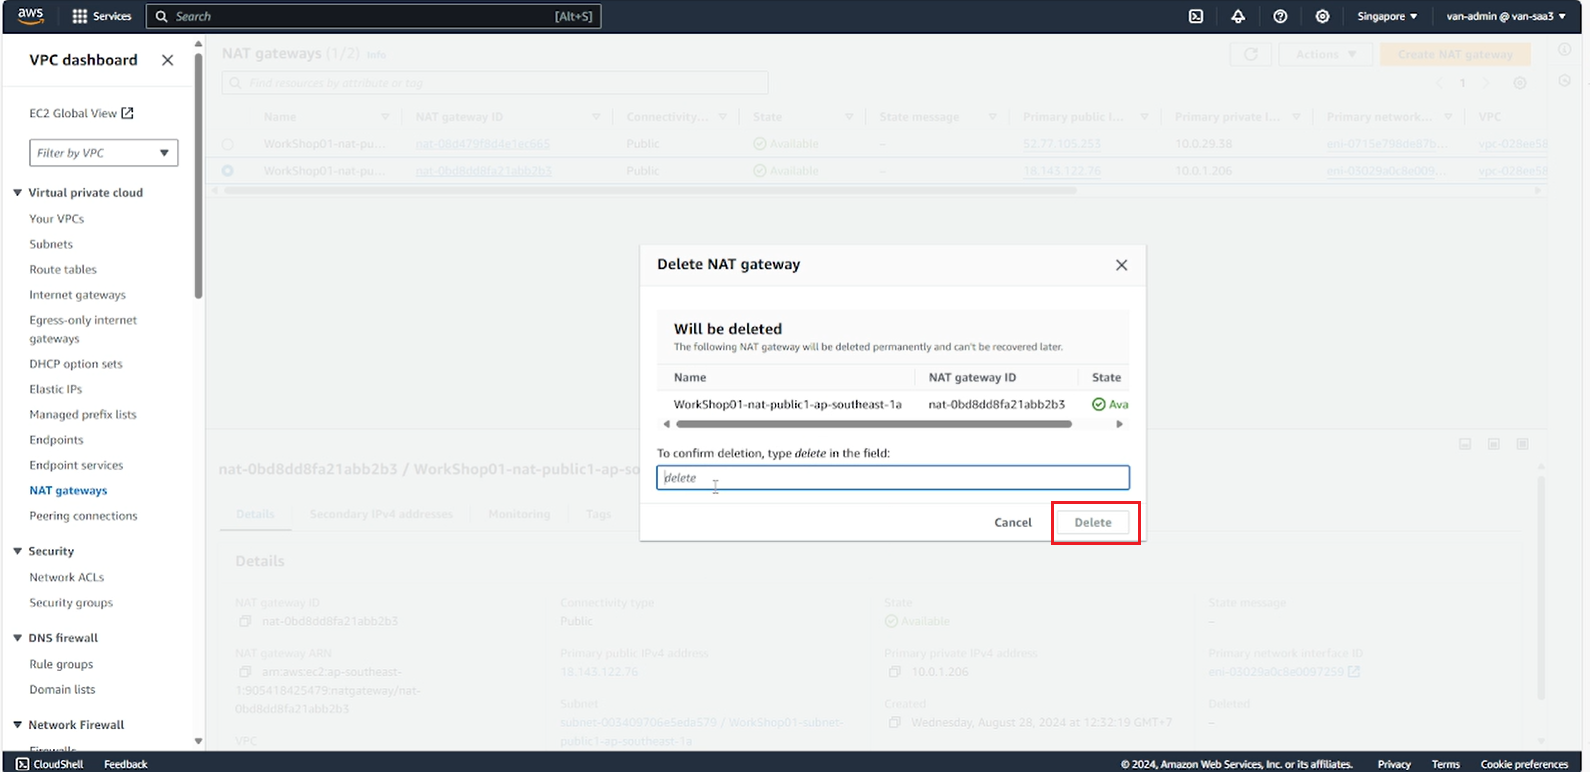 aws
Services
Search
[Alt+S]
Singapore
van-admin @ van-saa3
VPC dashboard
EC2 Global View
Filter by VPC
Virtual private cloud
Your VPCs
Subnets
Route tables
Internet gateways
Egress-only internet
gateways
DHCP option sets
Elastic IPs
Managed prefix lists
Endpoints
Endpoint services
NAT gateways
Peering connections
Security
Network ACLs
Security groups
DNS firewall
Rule groups
Domain lists
Network Firewall
Firewalls
NAT gateways (1/2) Info
Actions
Create NAT gateway
Find resources by attribute or tag
1
Name NAT gateway ID Connectivity... State State message Primary public I... Primary private I... Primary network... VPC
WorkShop01-nat-pu... Public Available – 52.77.105.253 10.0.29.38 eni-0715e798de87b... vpc-028ee58
WorkShop01-nat-pu... nat-0bd8dd8fa21abb2b3 Public Available – 18.143.122.76 10.0.1.206 eni-03029a0c8e009... vpc-028ee58
Delete NAT gateway
Will be deleted
The following NAT gateway will be deleted permanently and can't be recovered later.
Name NAT gateway ID State
WorkShop01-nat-public1-ap-southeast-1a nat-0bd8dd8fa21abb2b3 Ava
To confirm deletion, type delete in the field:
delete
Cancel
Delete
nat-0bd8dd8fa21abb2b3 / WorkShop01-nat-public1-ap-so
Details Secondary IPv4 addresses Monitoring Tags
Details
NAT gateway ID
nat-0bd8dd8fa21abb2b3
Connectivity type
Public
State
Available
State message
–
NAT gateway ARN
arn:aws:ec2:ap-southeast-
1:905418425479:natgateway/nat-
0bd8dd8fa21abb2b3
Primary public IPv4 address
18.143.122.76
Primary private IPv4 address
10.0.1.206
Primary network interface ID
eni-03029a0c8e0097259
VPC
Subnet
subnet-003409706e5eda579 / WorkShop01-subnet-
public1-ap-southeast-1a
Created
Wednesday, August 28, 2024 at 12:32:19 GMT+7
Deleted
–
CloudShell
Feedback
© 2024, Amazon Web Services, Inc. or its affiliates.
Privacy
Terms
Cookie preferences